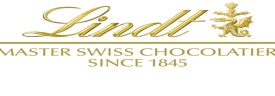 Lindt
MASTER SWISS CHOCOLATIER
SINCE 1845